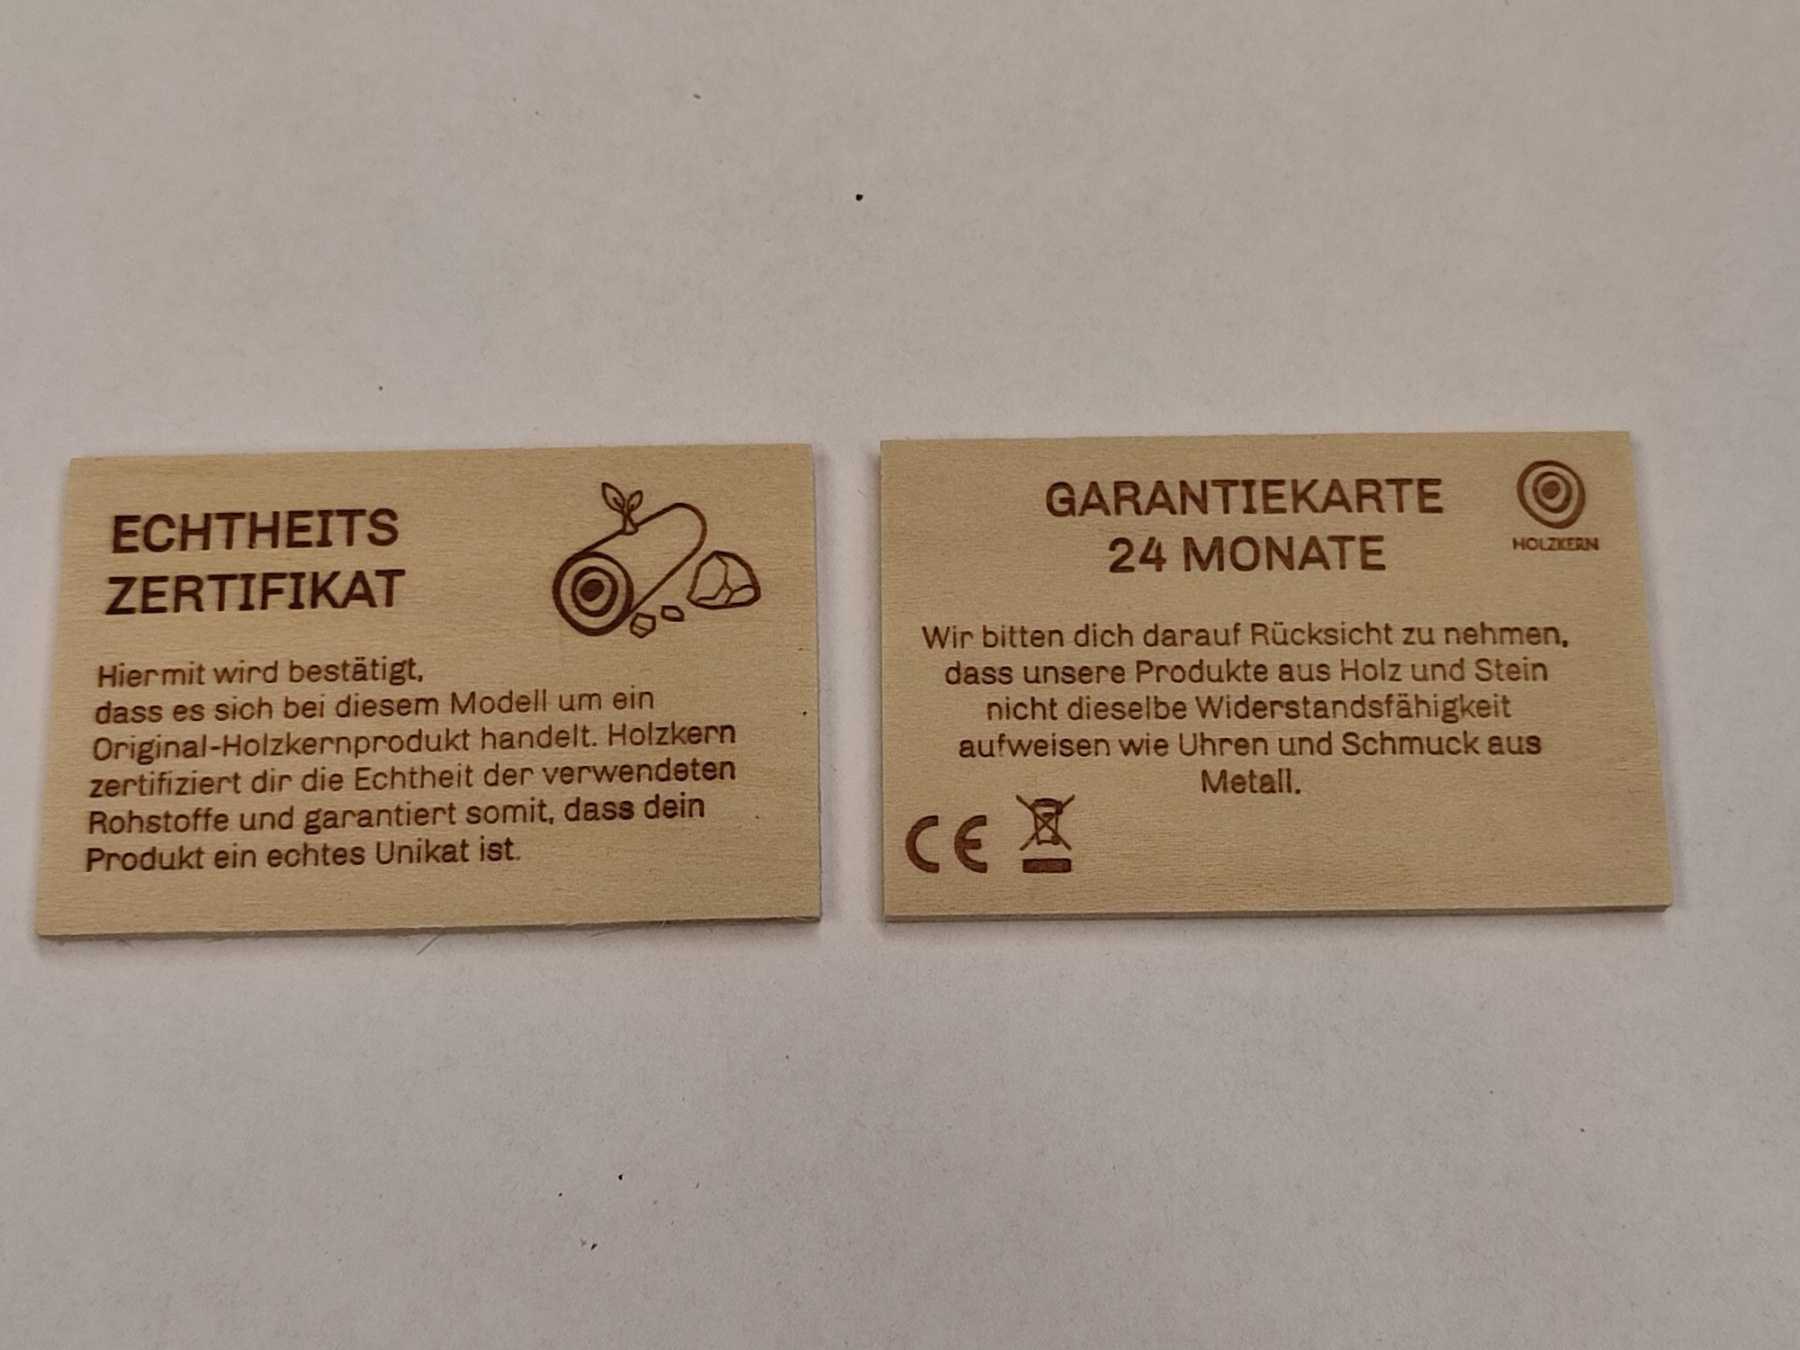 ECHTHEITS
ZERTIFIKAT
Hiermit wird bestätigt,
dass es sich bei diesem Modell um ein
Original-Holzkernprodukt handelt. Holzkern
zertifiziert dir die Echtheit der verwendeten
Rohstoffe und garantiert somit, dass dein
Produkt ein echtes Unikat ist.
GARANTIEKARTE
24 MONATE
HOLZKERN
Wir bitten dich darauf Rücksicht zu nehmen,
dass unsere Produkte aus Holz und Stein
nicht dieselbe Widerstandsfähigkeit
aufweisen wie Uhren und Schmuck aus
Metall.
CE